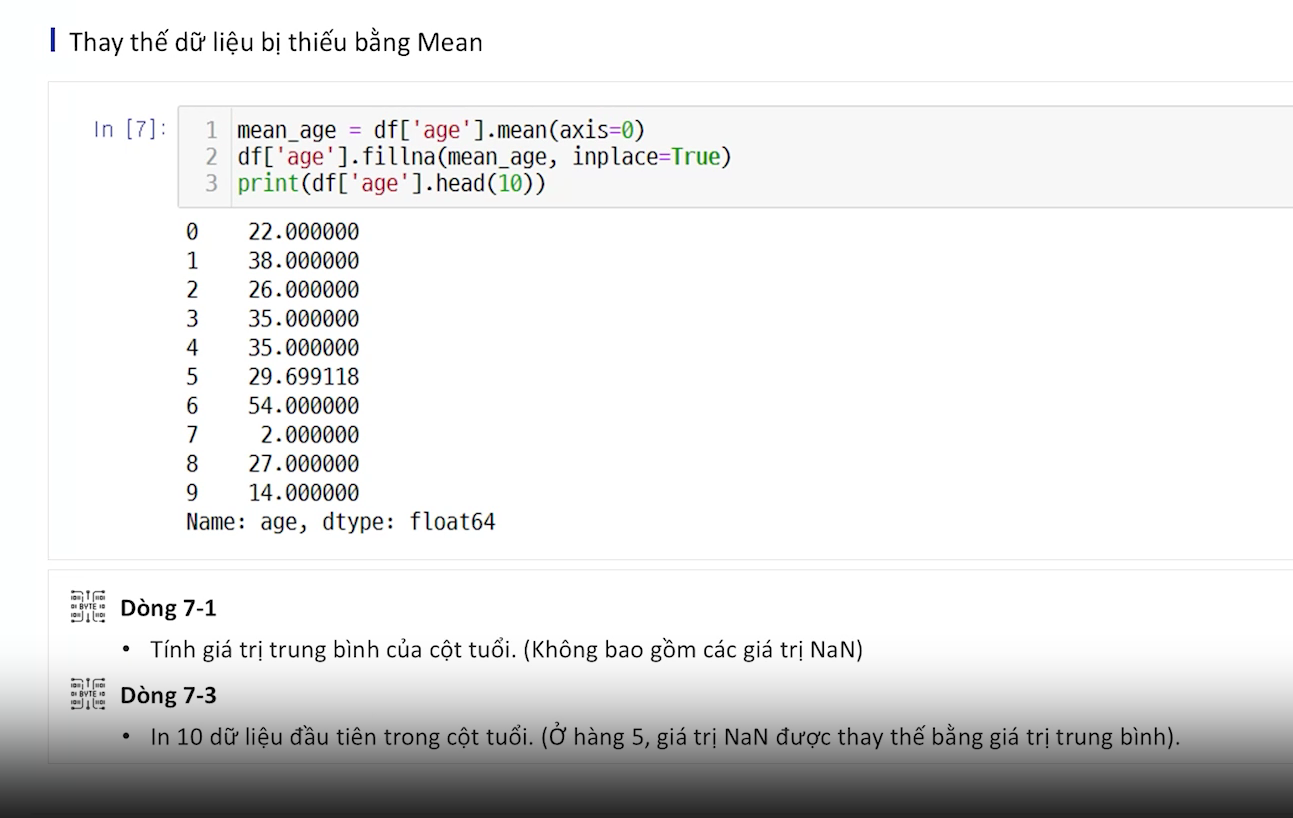 Thay thế dữ liệu bị thiếu bằng Mean
In [7]:
1 mean_age = df['age'].mean(axis=0)
2 df['age'].fillna(mean_age, inplace=True)
3 print(df['age'].head(10))
0 22.000000
1 38.000000
2 26.000000
3 35.000000
4 35.000000
5 29.699118
6 54.000000
7 2.000000
8 27.000000
9 14.000000
Name: age, dtype: float64
BYTE
Dòng 7-1
• Tính giá trị trung bình của cột tuổi. (Không bao gồm các giá trị NaN)
BYTE
Dòng 7-3
• In 10 dữ liệu đầu tiên trong cột tuổi. (Ở hàng 5, giá trị NaN được thay thế bằng giá trị trung bình).